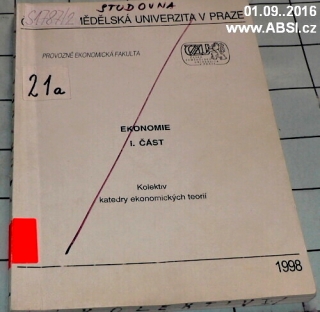 01.09..2016
www.ABSI.cz
STUDOVNA
MĚDĚLSKÁ UNIVERZITA V PRAZE
PROVOZNĚ EKONOMICKÁ FAKULTA
21a
EKONOMIE
I. ČÁST
Kolektiv
katedry ekonomických teorií
1998